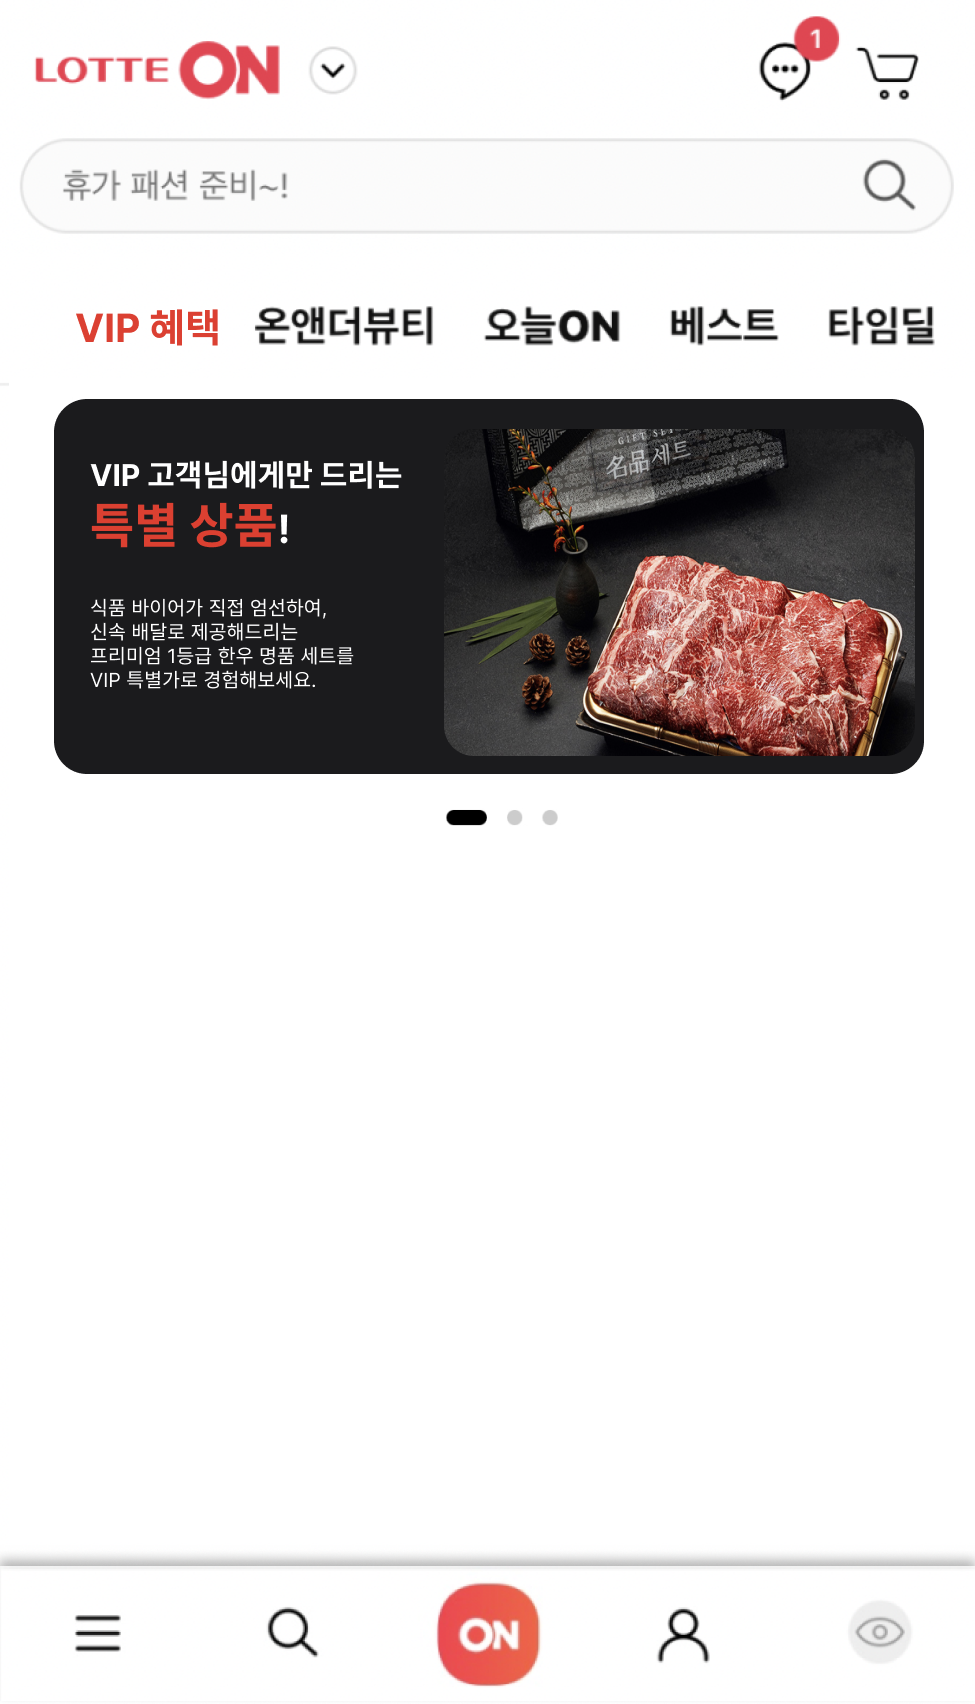 LOTTE ON
1
휴가 패션 준비~!
VIP 혜택 온앤더뷰티 오늘ON 베스트 타임딜
VIP 고객님에게만 드리는
특별 상품!
식품 바이어가 직접 엄선하여,
신속 배달로 제공해드리는
프리미엄 1등급 한우 명품 세트를
VIP 특별가로 경험해보세요.
GIFT SET
名品 세트
ON